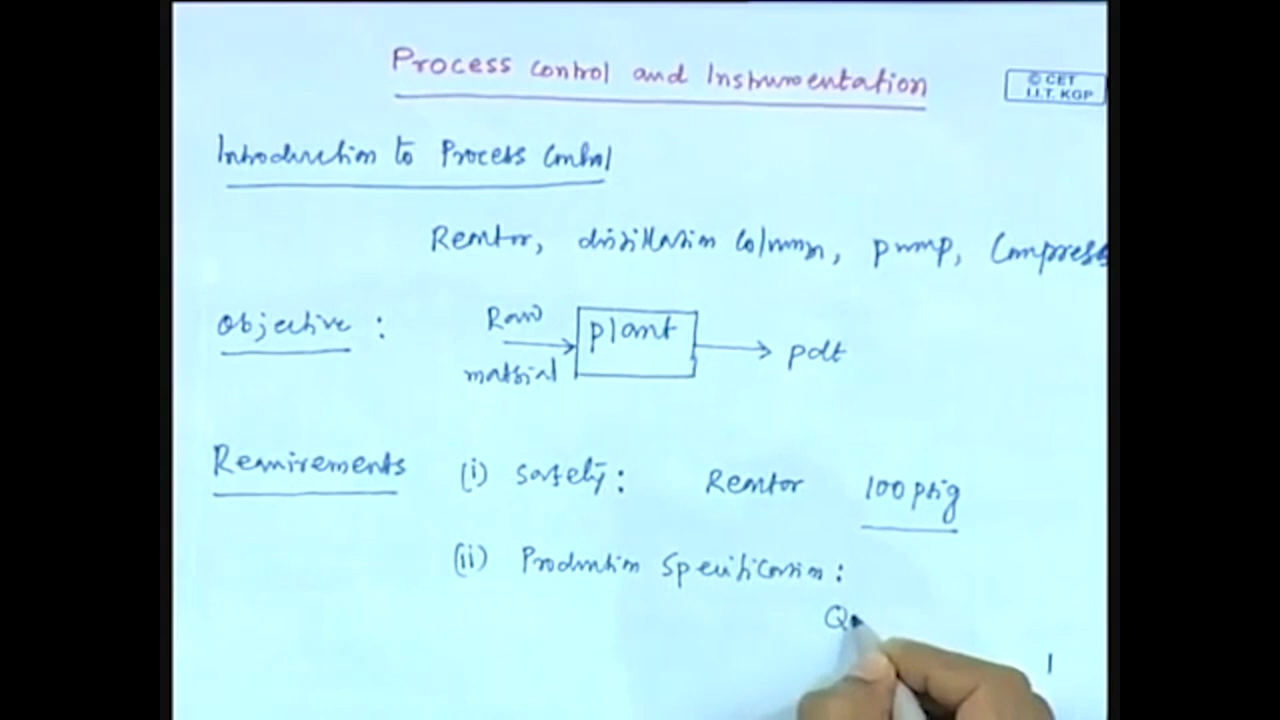 Process control and Instrumentation
© CET
I.I.T. KGP
Introduction to Process Control
Reactor, distillation column, pump, Compress
Objective :
Raw
material
plant
pdt
Requirements
(i) Safety : Reactor 100 psig
(ii) Production Specification :
Q
1